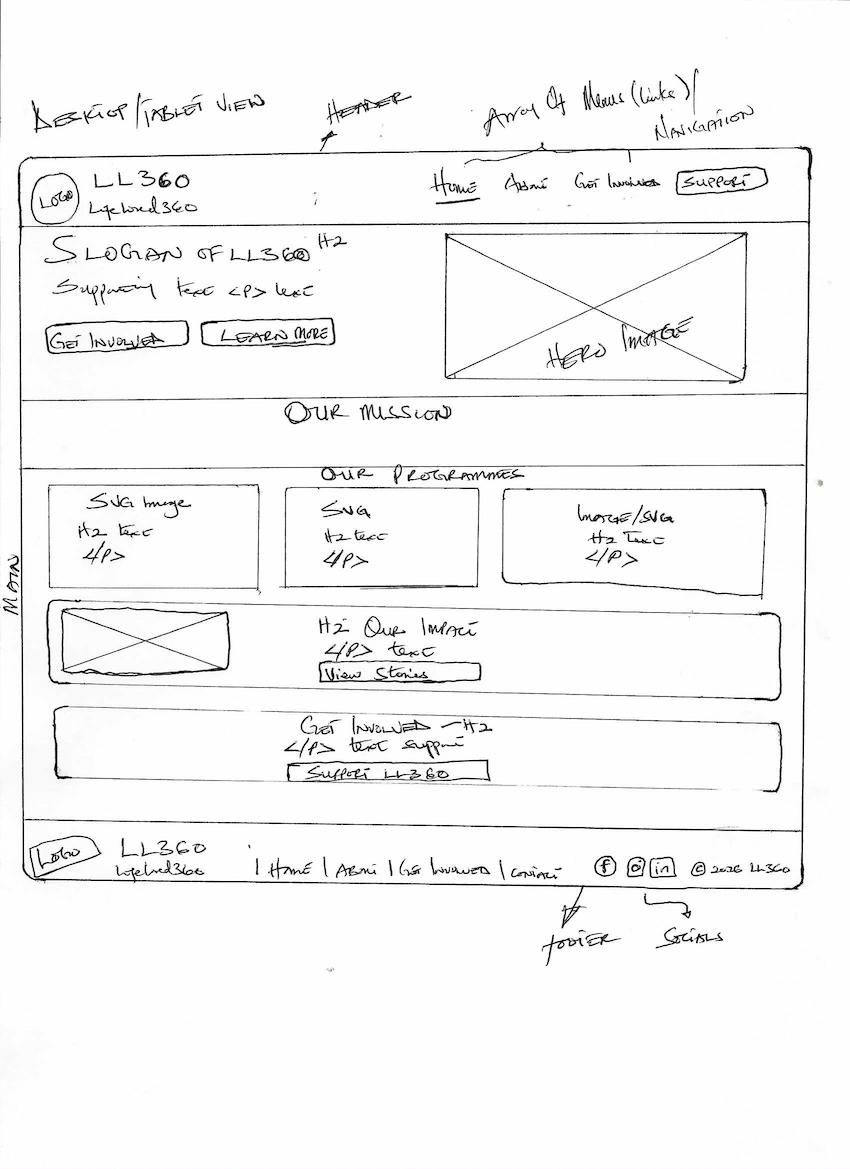 DESKTOP/TABLET VIEW
HEADER
Array Of Menus (Links)/
NAVIGATION
LOGO
LL360
HOME About Get Involved SUPPORT
SLOGAN OF LL360 H2
Supporting text <P> text
GET INVOLVED LEARN MORE
HERO IMAGE
OUR MISSION
OUR PROGRAMMES
SVG Image
H2 text
</P>
SVG
H2 text
</P>
IMAGE/SVG
H2 TEXT
</P>
MAIN
H2 OUR IMPACT
</P> text
View Stories
GET INVOLVED - H2
</P> text support
SUPPORT LL360
LOGO
LL360
| HOME | ABOUT | GET INVOLVED | CONTACT
f in © 2026 LL360
FOOTER
SOCIALS